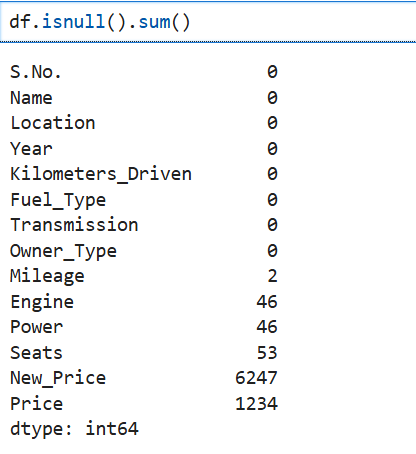 df.isnull().sum()
S.No. 0
Name 0
Location 0
Year 0
Kilometers_Driven 0
Fuel_Type 0
Transmission 0
Owner_Type 0
Mileage 2
Engine 46
Power 46
Seats 53
New_Price 6247
Price 1234
dtype: int64